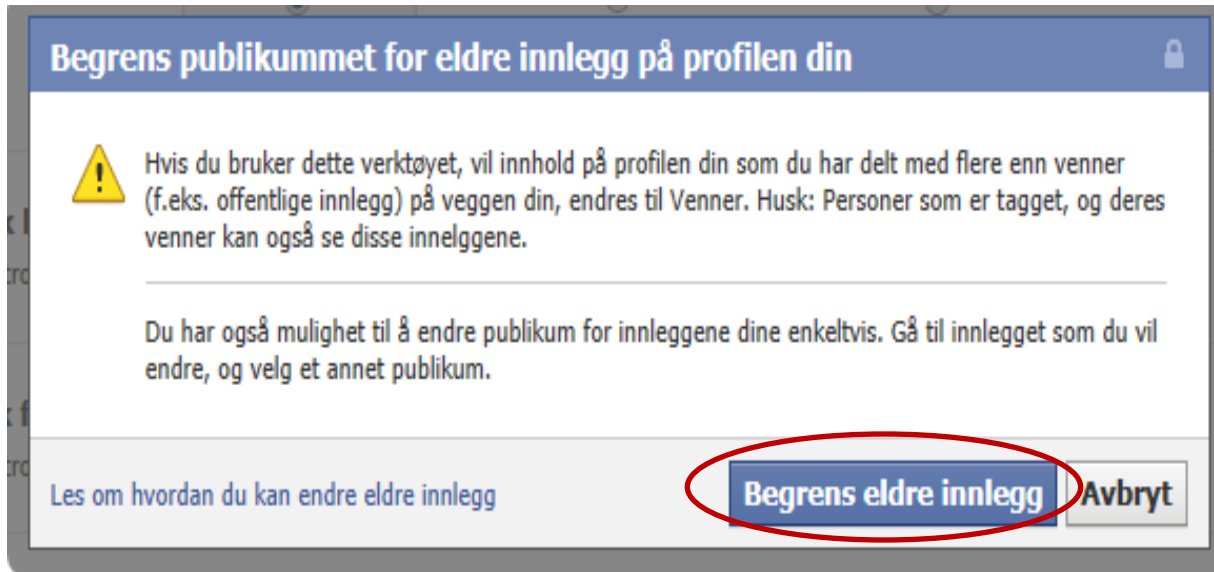 Begrens publikummet for eldre innlegg på profilen din
Hvis du bruker dette verktøyet, vil innhold på profilen din som du har delt med flere enn venner
(f.eks. offentlige innlegg) på veggen din, endres til Venner. Husk: Personer som er tagget, og deres
venner kan også se disse innelggene.
Du har også mulighet til å endre publikum for innleggene dine enkeltvis. Gå til innlegget som du vil
endre, og velg et annet publikum.
Les om hvordan du kan endre eldre innlegg
Begrens eldre innlegg
Avbryt